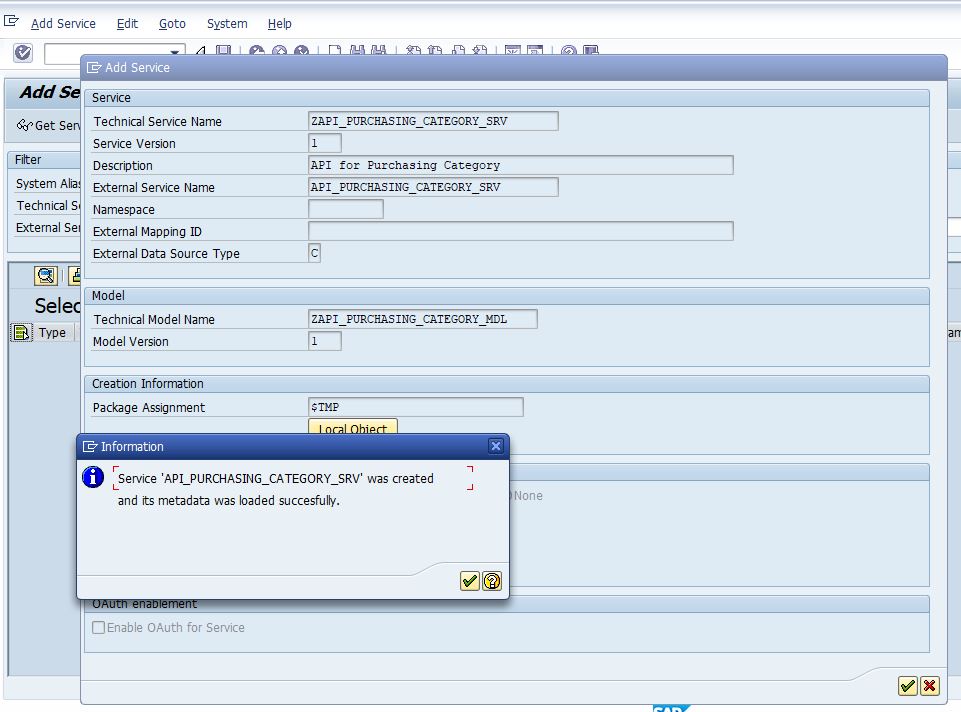 Add Service Edit Goto System Help
Add Service
Add Se
Get Serv
Filter
System Alias
Technical Se
External Ser
Selec
Type
Service
Technical Service Name ZAPI_PURCHASING_CATEGORY_SRV
Service Version 1
Description API for Purchasing Category
External Service Name API_PURCHASING_CATEGORY_SRV
Namespace
External Mapping ID
External Data Source Type C
Model
Technical Model Name ZAPI_PURCHASING_CATEGORY_MDL
Model Version 1
Creation Information
Package Assignment $TMP
Local Object
Information
Service 'API_PURCHASING_CATEGORY_SRV' was created
and its metadata was loaded succesfully.
None
OAuth enablement
Enable OAuth for Service
SAP